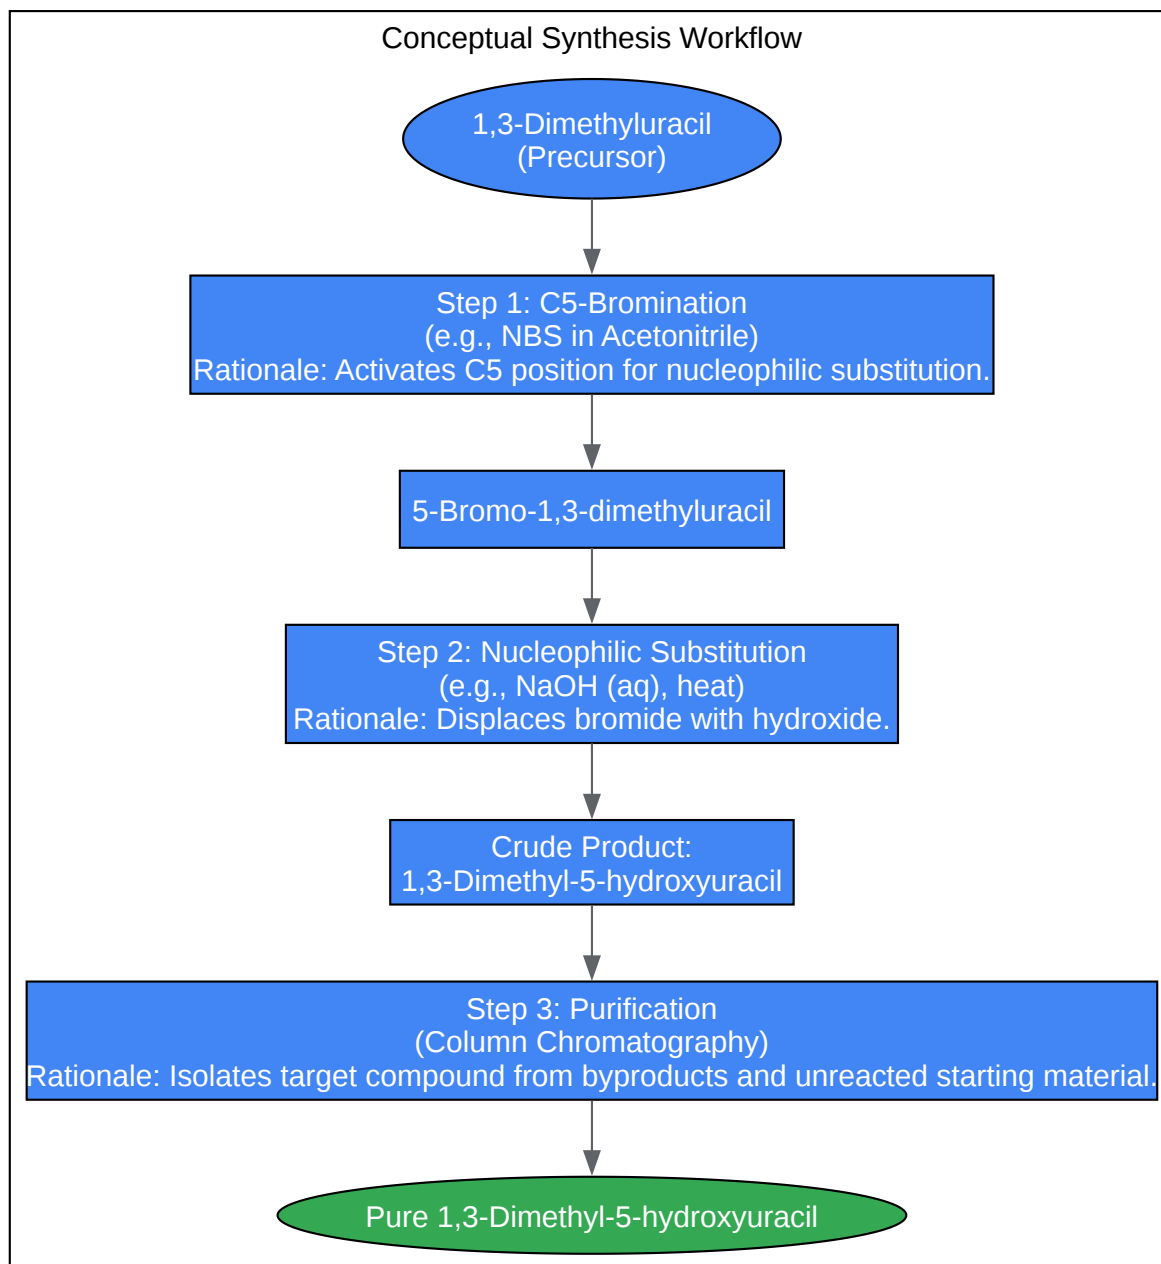 Conceptual Synthesis Workflow
1,3-Dimethyluracil
(Precursor)
Step 1: C5-Bromination
(e.g., NBS in Acetonitrile)
Rationale: Activates C5 position for nucleophilic substitution.
5-Bromo-1,3-dimethyluracil
Step 2: Nucleophilic Substitution
(e.g., NaOH (aq), heat)
Rationale: Displaces bromide with hydroxide.
Crude Product:
1,3-Dimethyl-5-hydroxyuracil
Step 3: Purification
(Column Chromatography)
Rationale: Isolates target compound from byproducts and unreacted starting material.
Pure 1,3-Dimethyl-5-hydroxyuracil